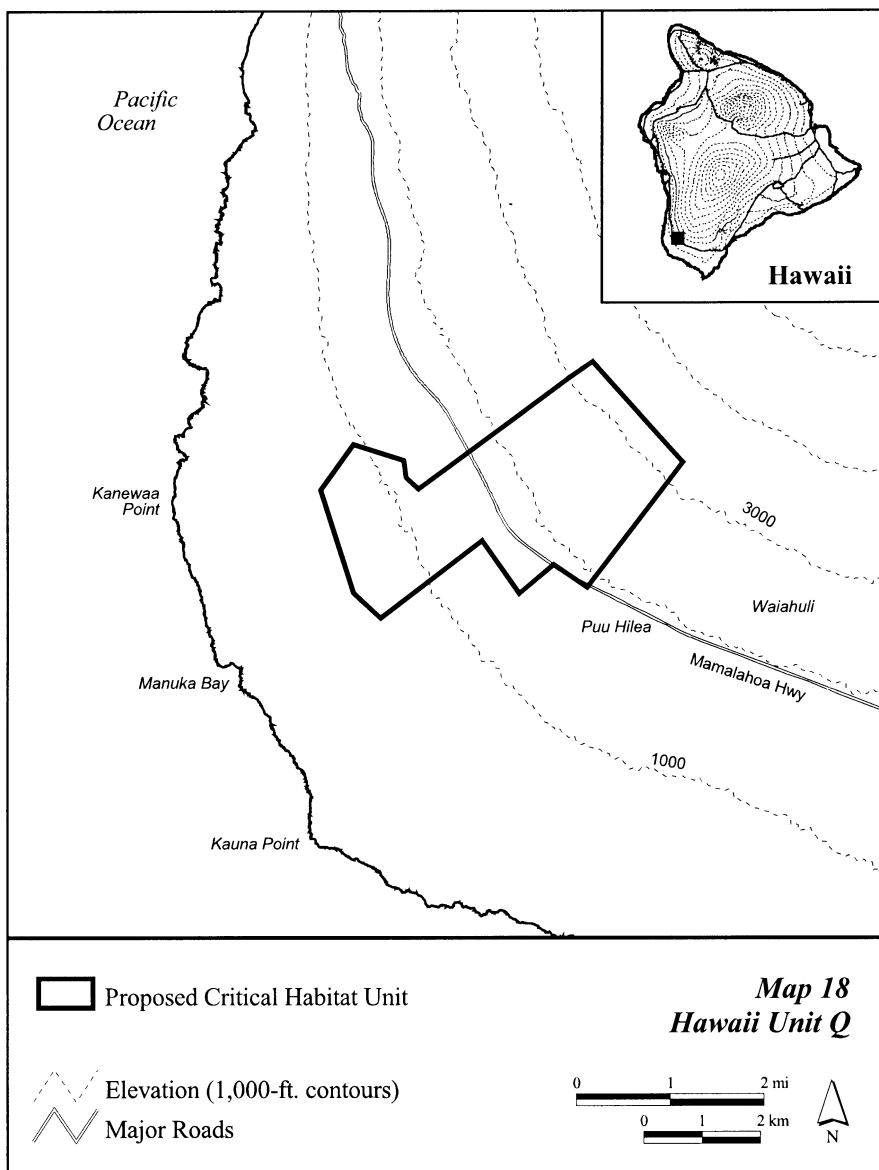 Pacific
Ocean
Hawaii
Kanewaa
Point
3000
Waiahuli
Puu Hilea
Mamalahoa Hwy
Manuka Bay
1000
Kauna Point
Proposed Critical Habitat Unit
Map 18
Hawaii Unit Q
Elevation (1,000-ft. contours)
Major Roads
0 1 2 mi
0 1 2 km
N